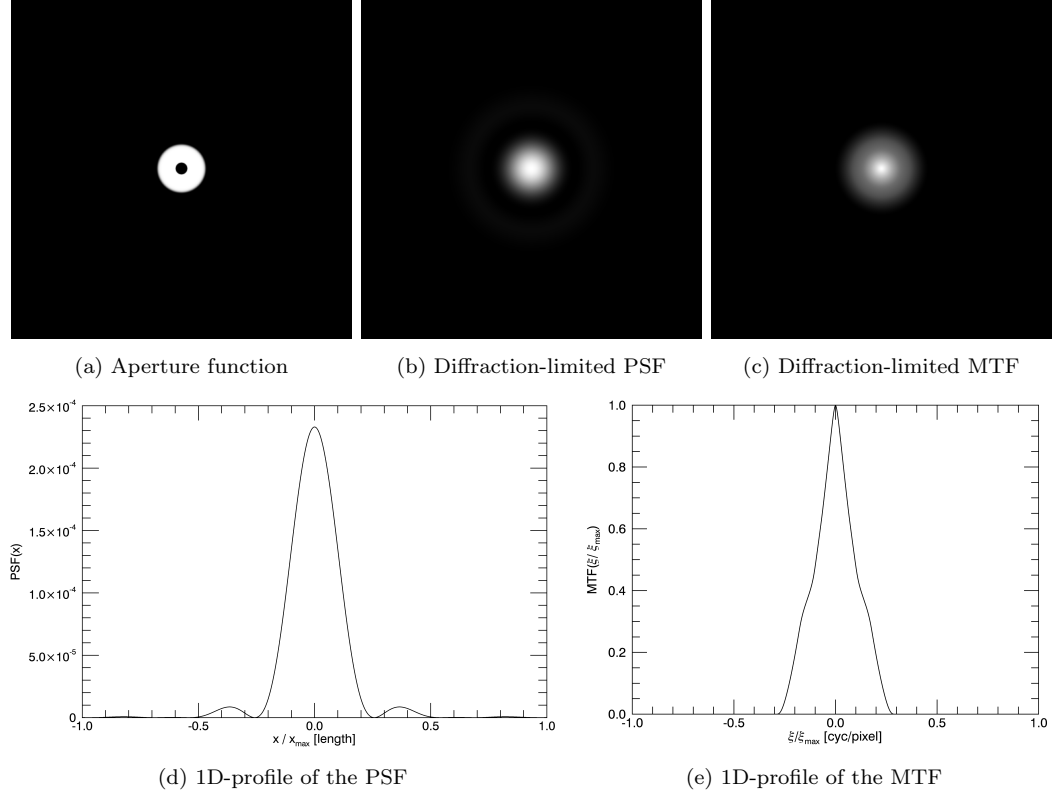 (a) Aperture function
(b) Diffraction-limited PSF
(c) Diffraction-limited MTF
2.5×10⁻⁴
2.0×10⁻⁴
1.5×10⁻⁴
1.0×10⁻⁴
5.0×10⁻⁵
0
PSF(x)
-1.0 -0.5 0.0 0.5 1.0
x / xmax [length]
1.0
0.8
0.6
0.4
0.2
0.0
MTF(ξ/ ξmax)
-1.0 -0.5 0.0 0.5 1.0
ξ/ξmax [cyc/pixel]
(d) 1D-profile of the PSF
(e) 1D-profile of the MTF